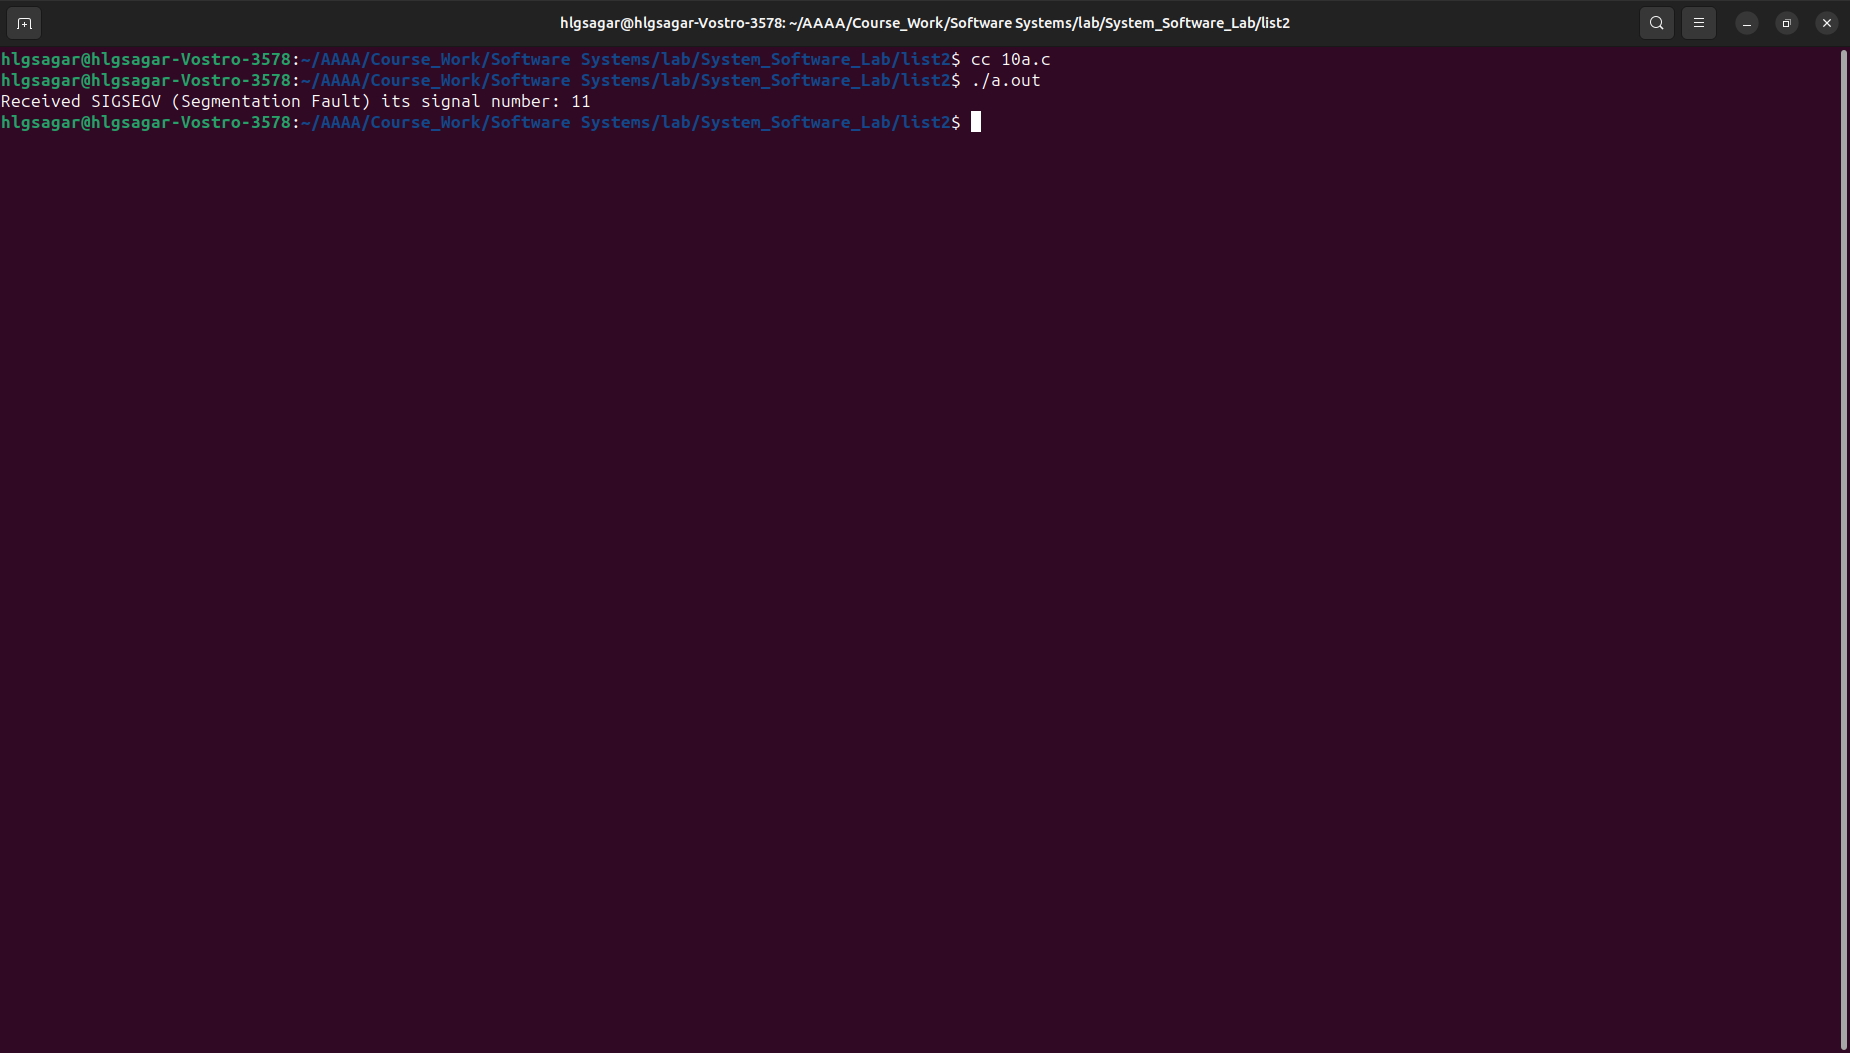 hlgsagar@hlgsagar-Vostro-3578: ~/AAAA/Course_Work/Software Systems/lab/System_Software_Lab/list2
hlgsagar@hlgsagar-Vostro-3578:~/AAAA/Course_Work/Software Systems/lab/System_Software_Lab/list2$ cc 10a.c
hlgsagar@hlgsagar-Vostro-3578:~/AAAA/Course_Work/Software Systems/lab/System_Software_Lab/list2$ ./a.out
Received SIGSEGV (Segmentation Fault) its signal number: 11
hlgsagar@hlgsagar-Vostro-3578:~/AAAA/Course_Work/Software Systems/lab/System_Software_Lab/list2$